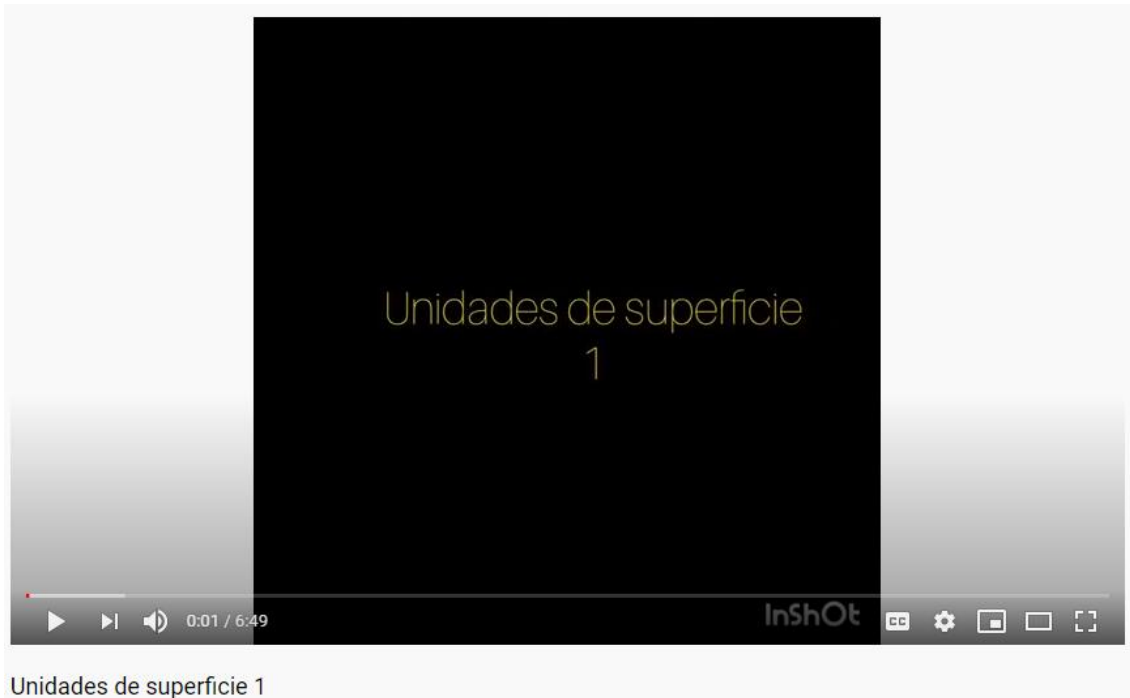 Unidades de superficie
1
InShOt
0:01 / 6:49
CC
Unidades de superficie 1